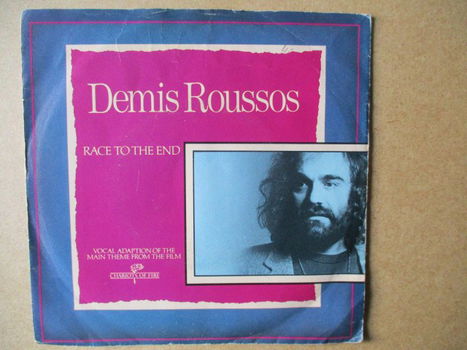 Demis Roussos
RACE TO THE END
VOCAL ADAPTION OF THE
MAIN THEME FROM THE FILM
CHARIOTS OF FIRE